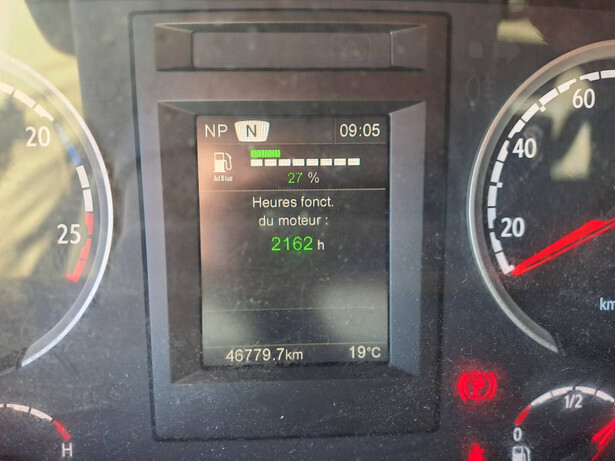 NP N 09:05
AdBlue
27 %
Heures fonct.
du moteur :
2162 h
46779.7km 19°C
20
25
60
40
20
km
H
P
1/2
0